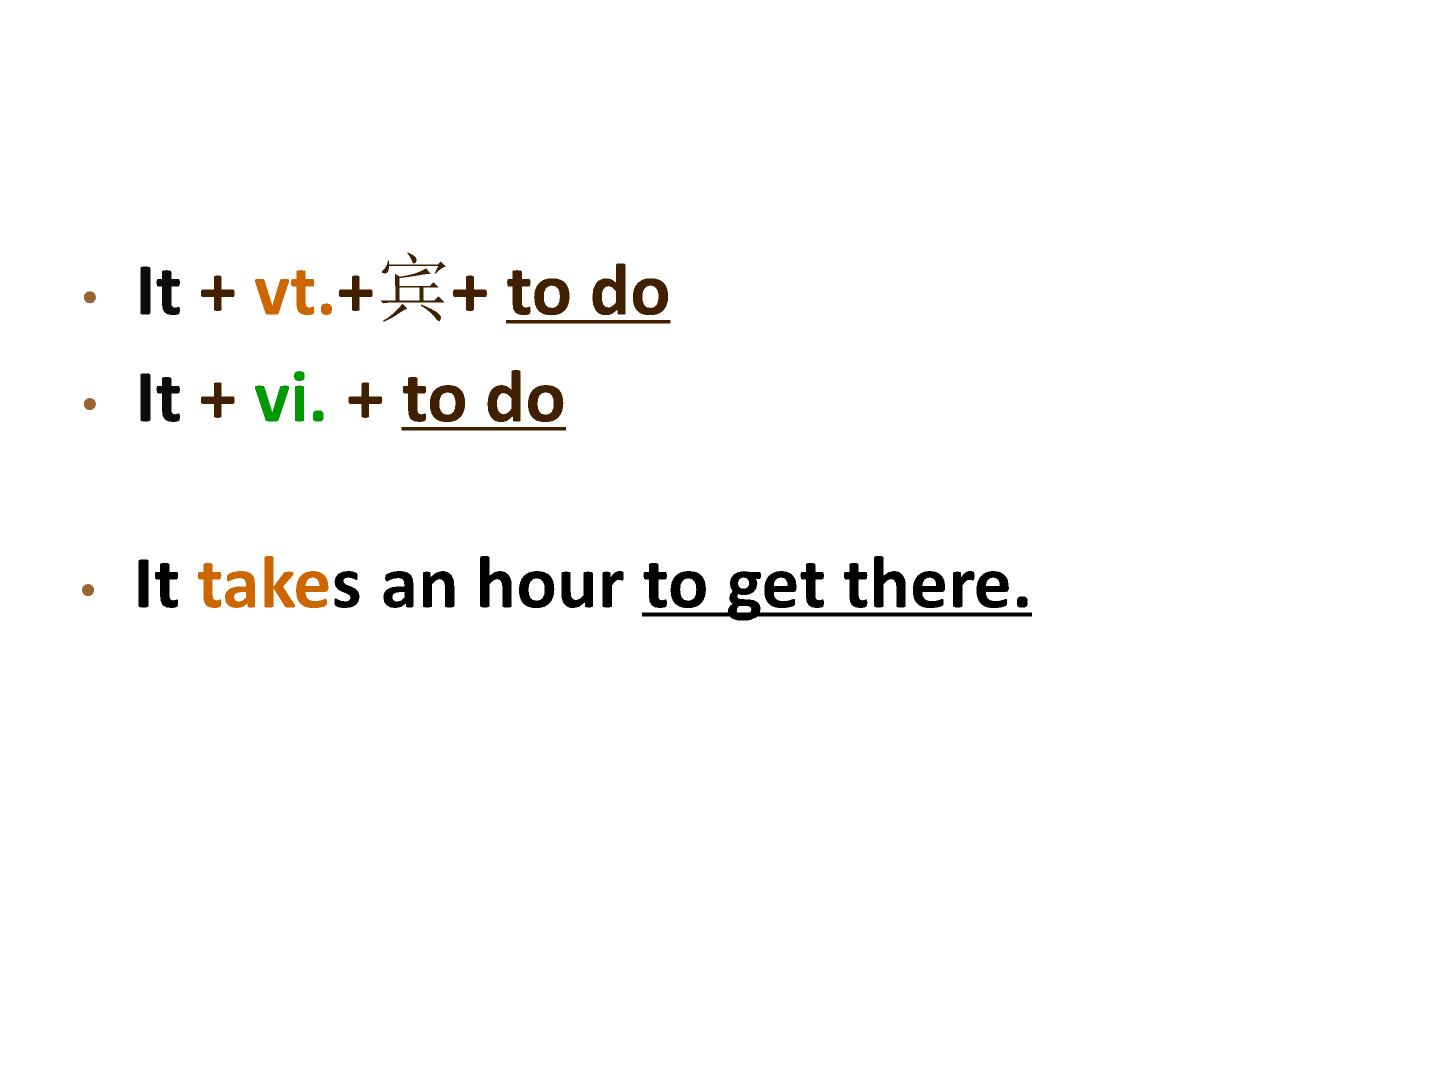 • It + vt.+宾+ to do
• It + vi. + to do
• It takes an hour to get there.